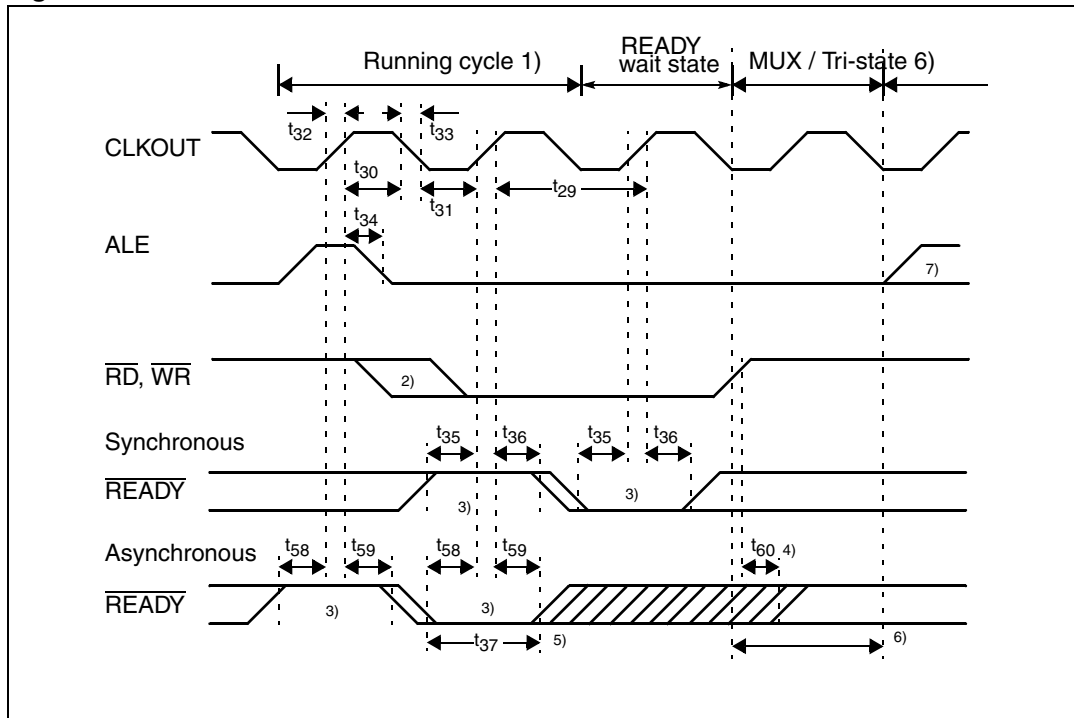 READY
Running cycle 1) wait state MUX / Tri-state 6)
t32 t33
CLKOUT
t30 t31 t29
t34
ALE
7)
RD, WR 2)
Synchronous t35 t36 t35 t36
READY 3) 3)
Asynchronous t58 t59 t58 t59 t60 4)
READY 3) 3)
t37 5) 6)